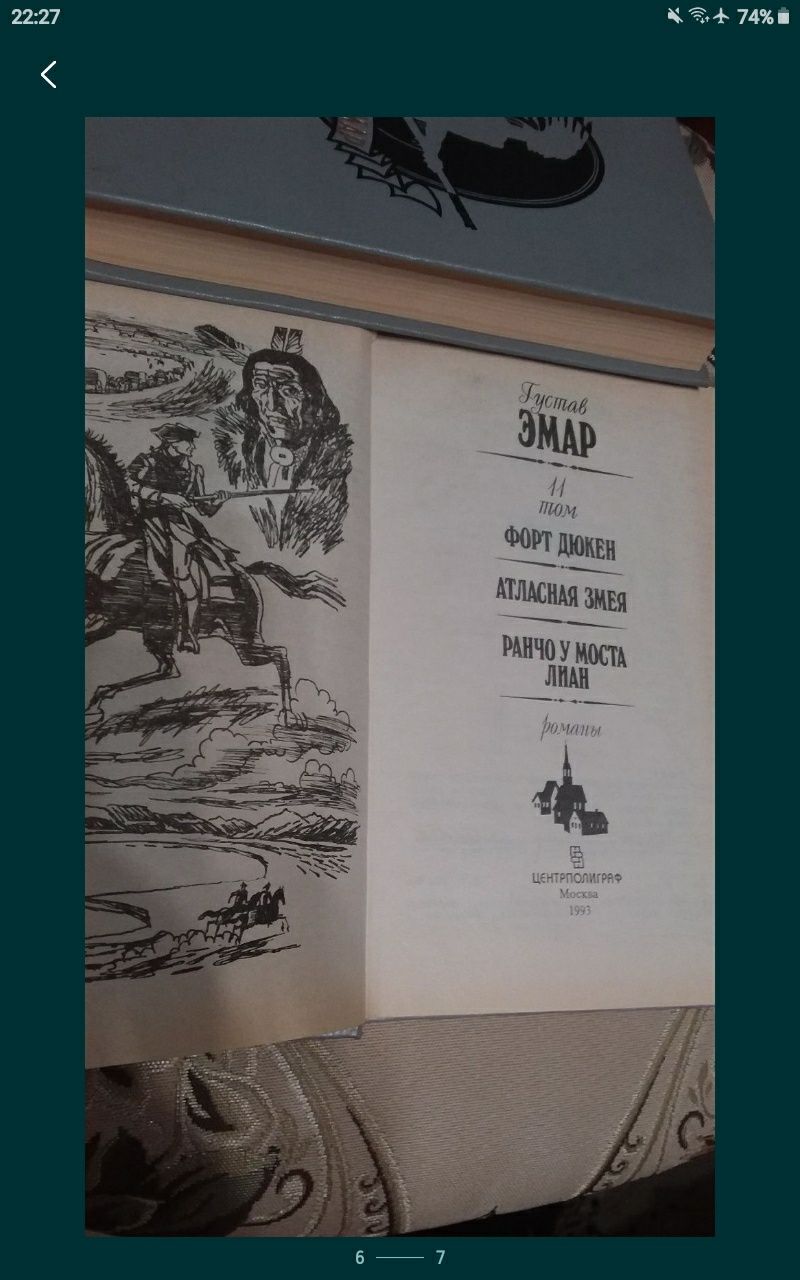 22:27
74%
Густав
ЭМАР
11
том
ФОРТ ДЮКЕН
АТЛАСНАЯ ЗМЕЯ
РАНЧО У МОСТА
ЛИАН
романы
ЦЕНТРПОЛИГРАФ
Москва
1993
6 7